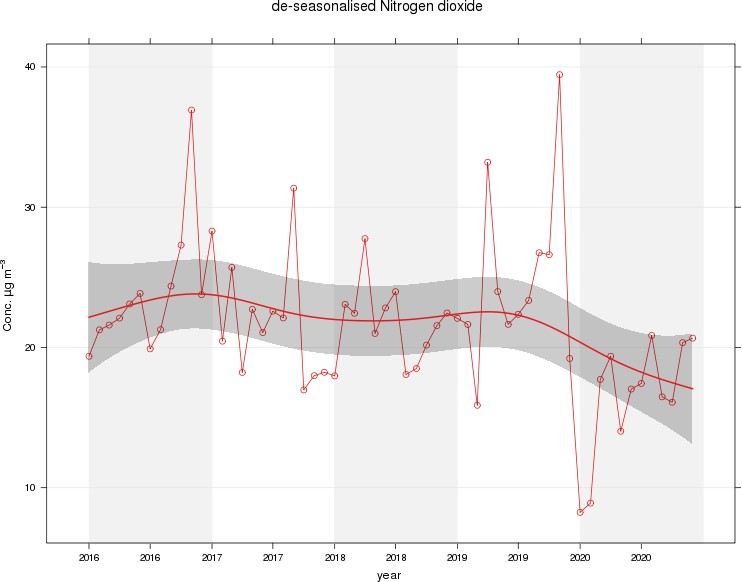 de-seasonalised Nitrogen dioxide
40
30
20
10
Conc. μg m⁻³
2016 2016 2017 2017 2018 2018 2019 2019 2020 2020
year